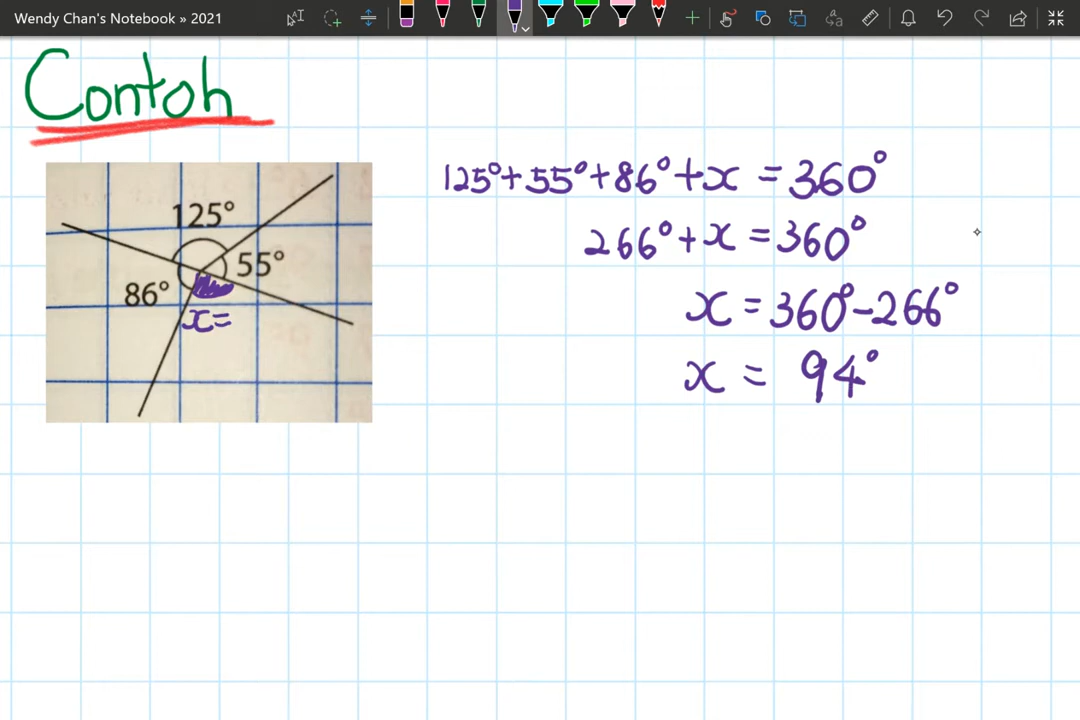 Wendy Chan's Notebook » 2021
Contoh
125°
55°
86°
x=
125°+55°+86°+x=360°
266°+x=360°
x=360°-266°
x = 94°